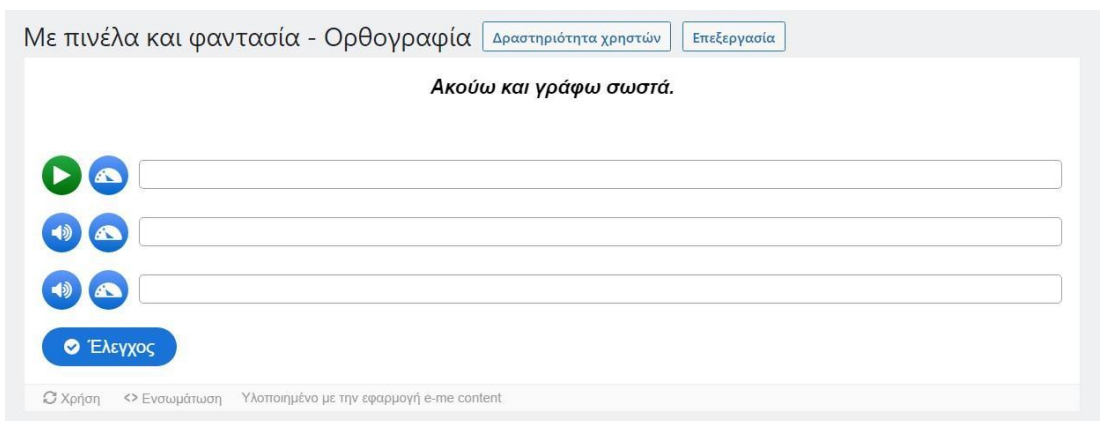 Με πινέλα και φαντασία - Ορθογραφία Δραστηριότητα χρηστών Επεξεργασία
Ακούω και γράφω σωστά.
Έλεγχος
Χρήση <> Ενσωμάτωση Υλοποιημένο με την εφαρμογή e-me content